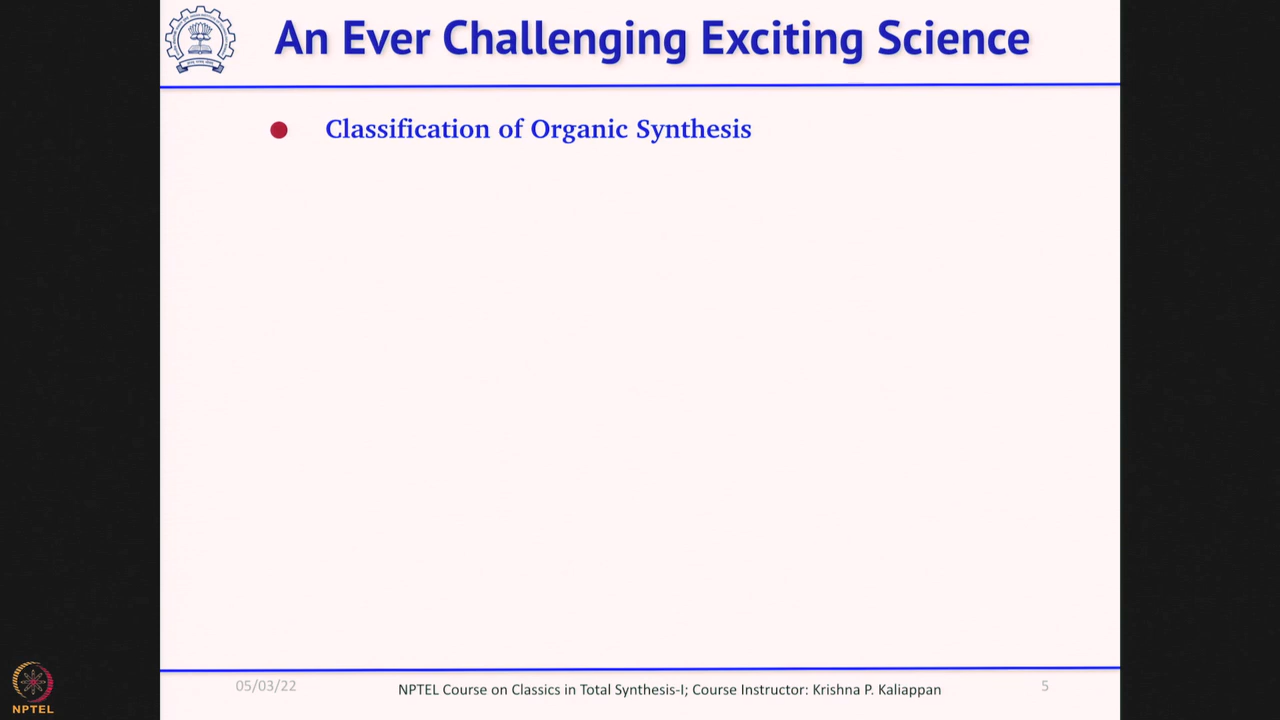 An Ever Challenging Exciting Science
Classification of Organic Synthesis
05/03/22
NPTEL Course on Classics in Total Synthesis-I; Course Instructor: Krishna P. Kaliappan
5
NPTEL